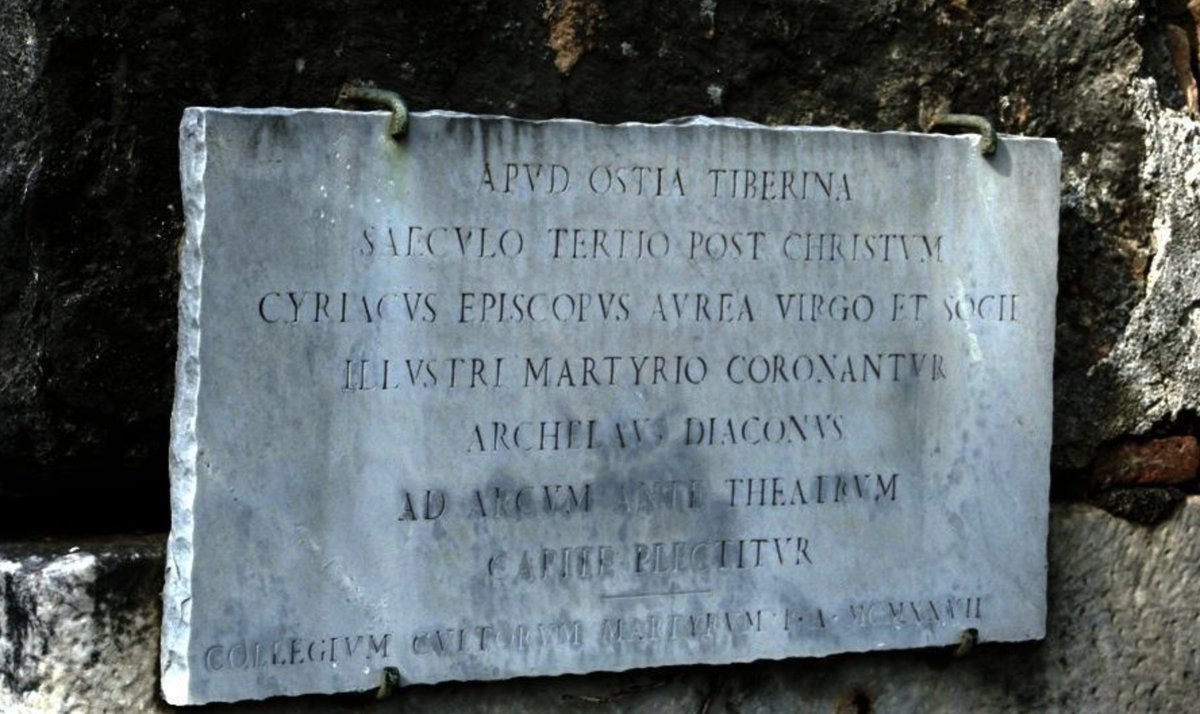 APVD OSTIA TIBERINA
SAECVLO TERTIO POST CHRISTVM
CYRIACVS EPISCOPVS AVREA VIRGO ET SOCII
ILLVSTRI MARTYRIO CORONANTVR
ARCHELAVS DIACONVS
AD ARCVM ANTE THEATRVM
CAPITE PLECTITVR
COLLEGIVM CVLTORVM MARTYRVM P·A·